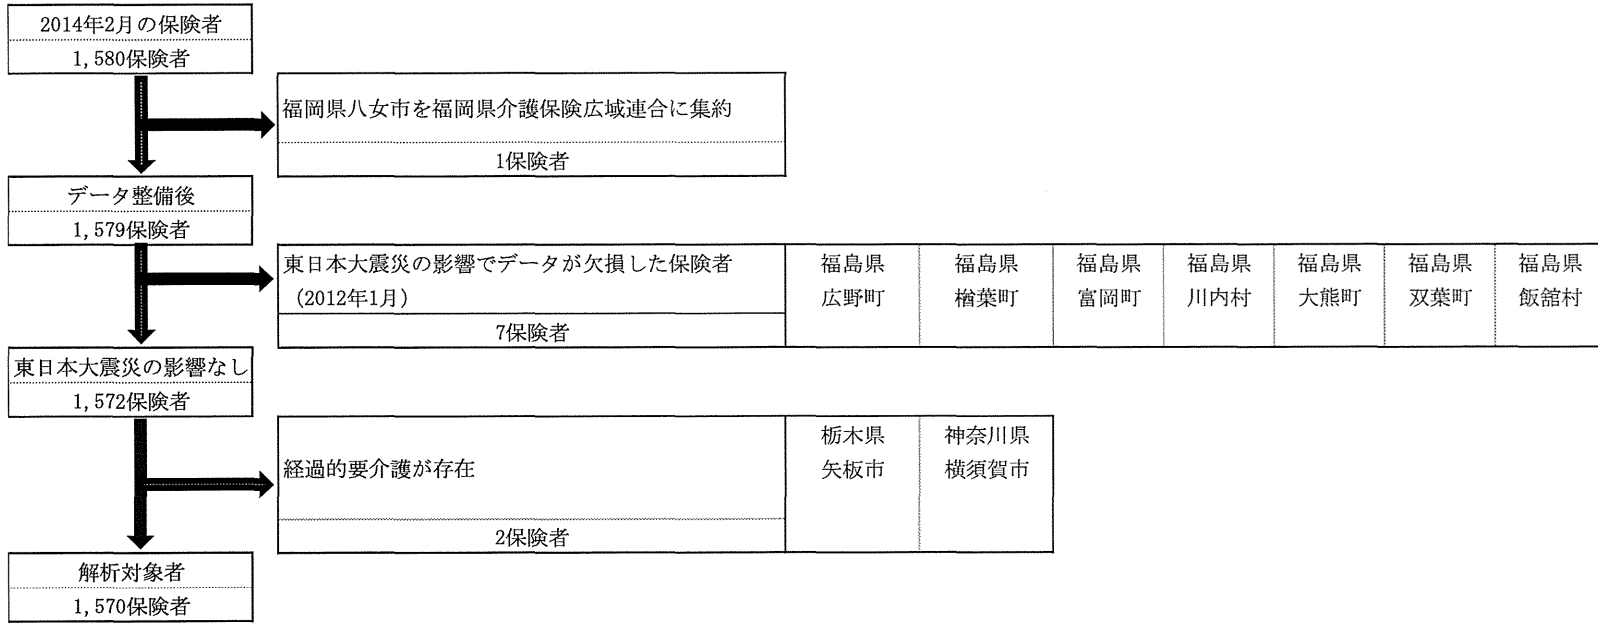 2014年2月の保険者
1,580保険者
福岡県八女市を福岡県介護保険広域連合に集約
1保険者
データ整備後
1,579保険者
東日本大震災の影響でデータが欠損した保険者
(2012年1月)
7保険者
福島県
広野町
福島県
楢葉町
福島県
富岡町
福島県
川内村
福島県
大熊町
福島県
双葉町
福島県
飯舘村
東日本大震災の影響なし
1,572保険者
経過的要介護が存在
2保険者
栃木県
矢板市
神奈川県
横須賀市
解析対象者
1,570保険者